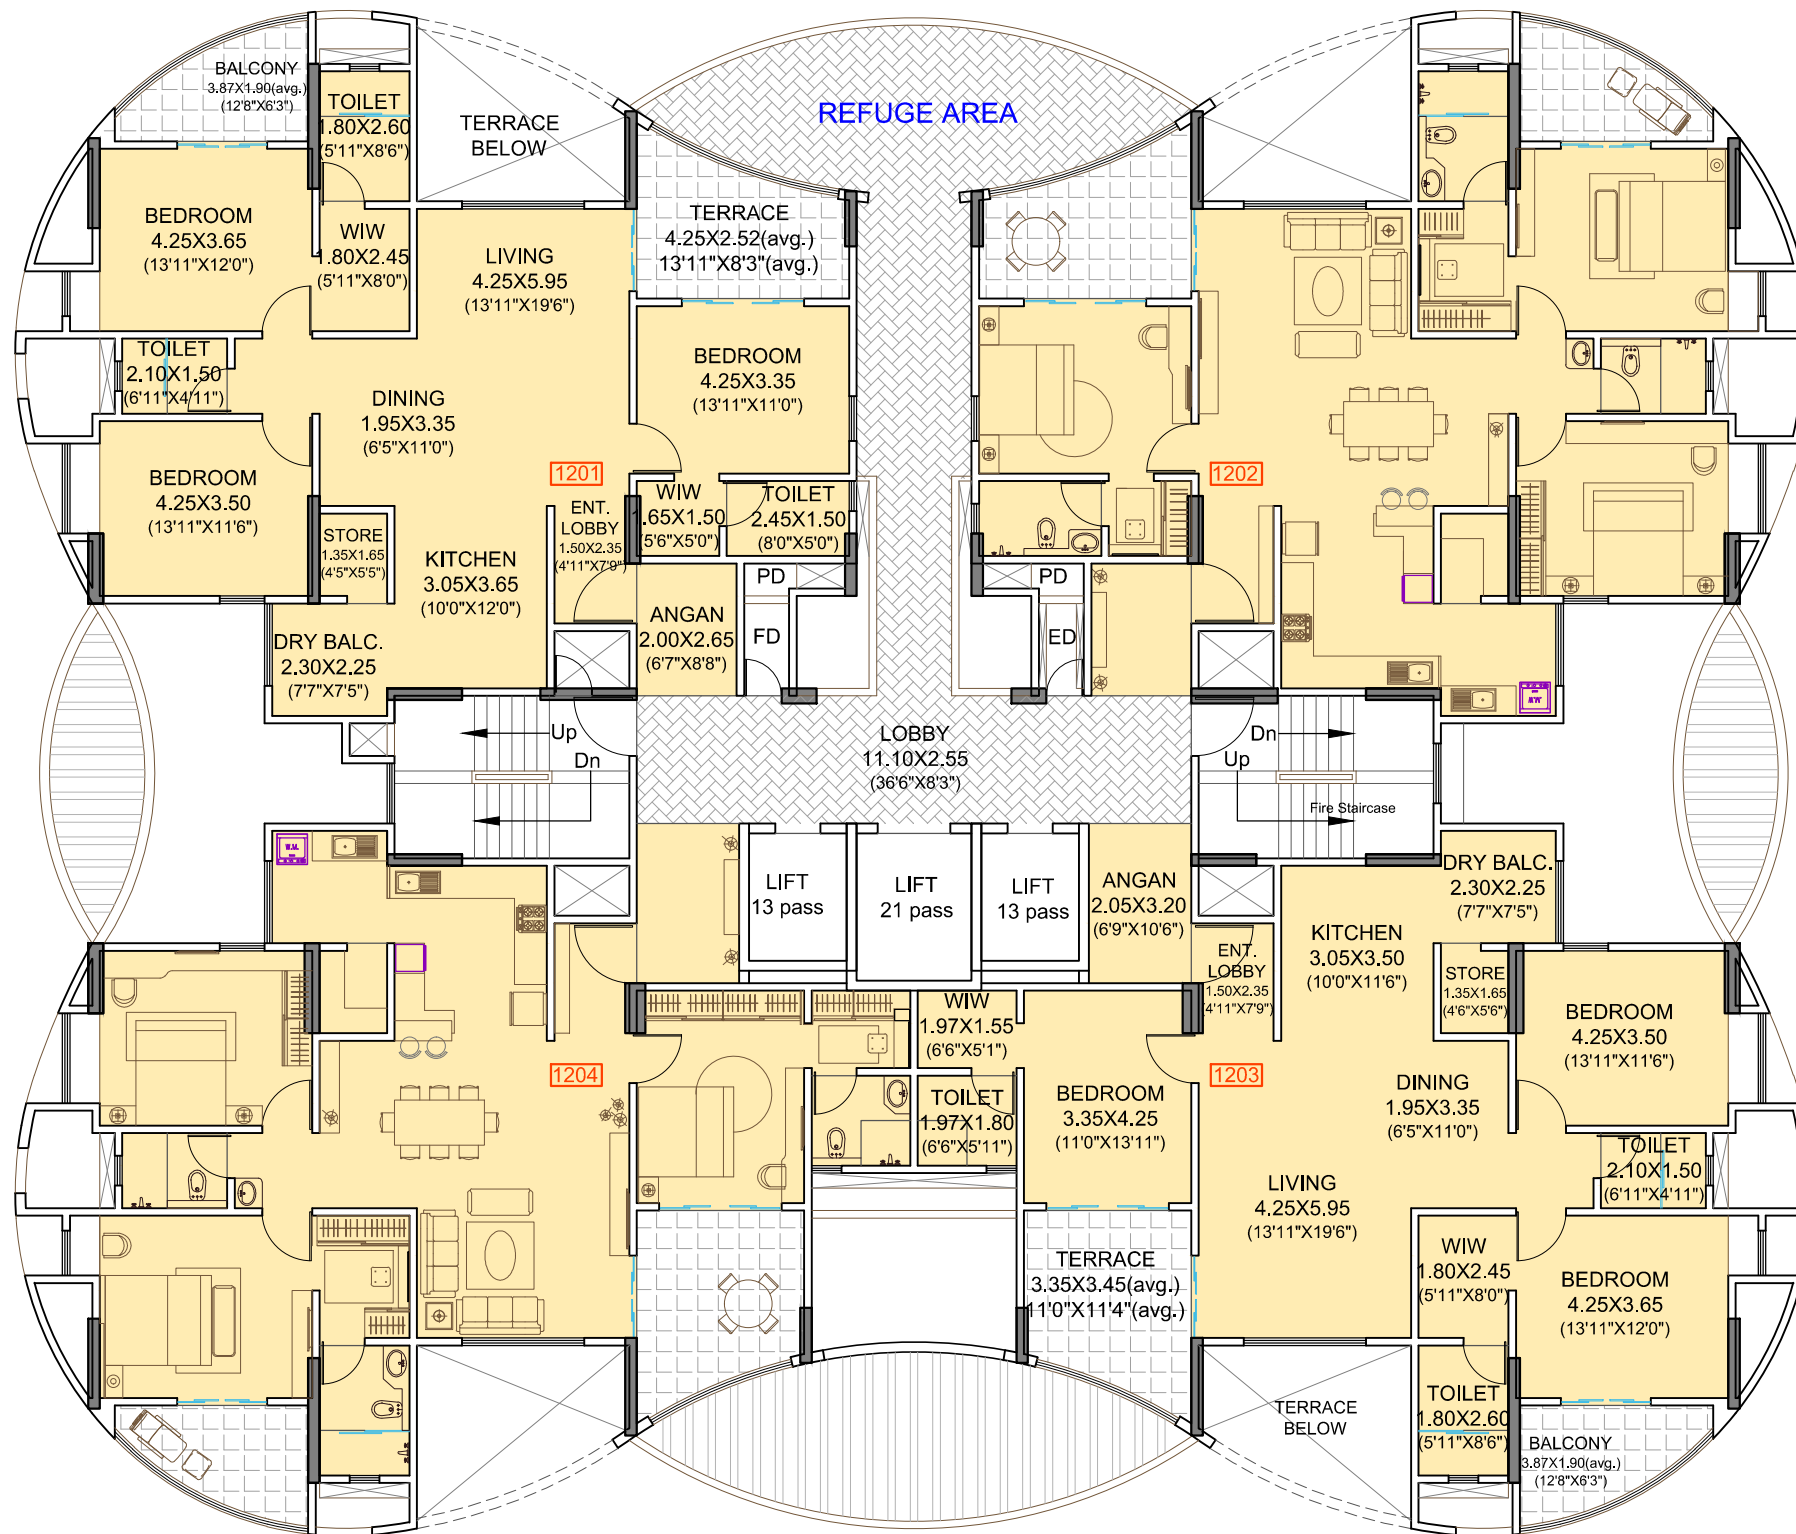 BALCONY
3.87X1.90(avg.)
(12'8"X6'3")
TOILET
1.80X2.60
(5'11"X8'6")
TERRACE
BELOW
REFUGE AREA
BEDROOM
4.25X3.65
(13'11"X12'0")
WIW
1.80X2.45
(5'11"X8'0")
LIVING
4.25X5.95
(13'11"X19'6")
TERRACE
4.25X2.52(avg.)
13'11"X8'3"(avg.)
TOILET
2.10X1.50
(6'11"X4'11")
DINING
1.95X3.35
(6'5"X11'0")
BEDROOM
4.25X3.35
(13'11"X11'0")
BEDROOM
4.25X3.50
(13'11"X11'6")
1201
1202
STORE
1.35X1.65
(4'5"X5'5")
KITCHEN
3.05X3.65
(10'0"X12'0")
ENT.
LOBBY
1.50X2.35
(4'11"X7'9")
WIW
.65X1.50
(5'6"X5'0")
TOILET
2.45X1.50
(8'0"X5'0")
PD
PD
FD
ED
ANGAN
2.00X2.65
(6'7"X8'8")
DRY BALC.
2.30X2.25
(7'7"X7'5")
Up
Dn
LOBBY
11.10X2.55
(36'6"X8'3")
Dn
Up
Fire Staircase
W.M.
LIFT
13 pass
LIFT
21 pass
LIFT
13 pass
ANGAN
2.05X3.20
(6'9"X10'6")
DRY BALC.
2.30X2.25
(7'7"X7'5")
KITCHEN
3.05X3.50
(10'0"X11'6")
ENT.
LOBBY
1.50X2.35
(4'11"X7'9")
STORE
1.35X1.65
(4'6"X5'6")
BEDROOM
4.25X3.50
(13'11"X11'6")
WIW
1.97X1.55
(6'6"X5'1")
1204
1203
TOILET
1.97X1.80
(6'6"X5'11")
BEDROOM
3.35X4.25
(11'0"X13'11")
DINING
1.95X3.35
(6'5"X11'0")
TOILET
2.10X1.50
(6'11"X4'11")
LIVING
4.25X5.95
(13'11"X19'6")
WIW
1.80X2.45
(5'11"X8'0")
BEDROOM
4.25X3.65
(13'11"X12'0")
TERRACE
3.35X3.45(avg.)
11'0"X11'4"(avg.)
TERRACE
BELOW
TOILET
1.80X2.60
(5'11"X8'6")
BALCONY
3.87X1.90(avg.)
(12'8"X6'3")